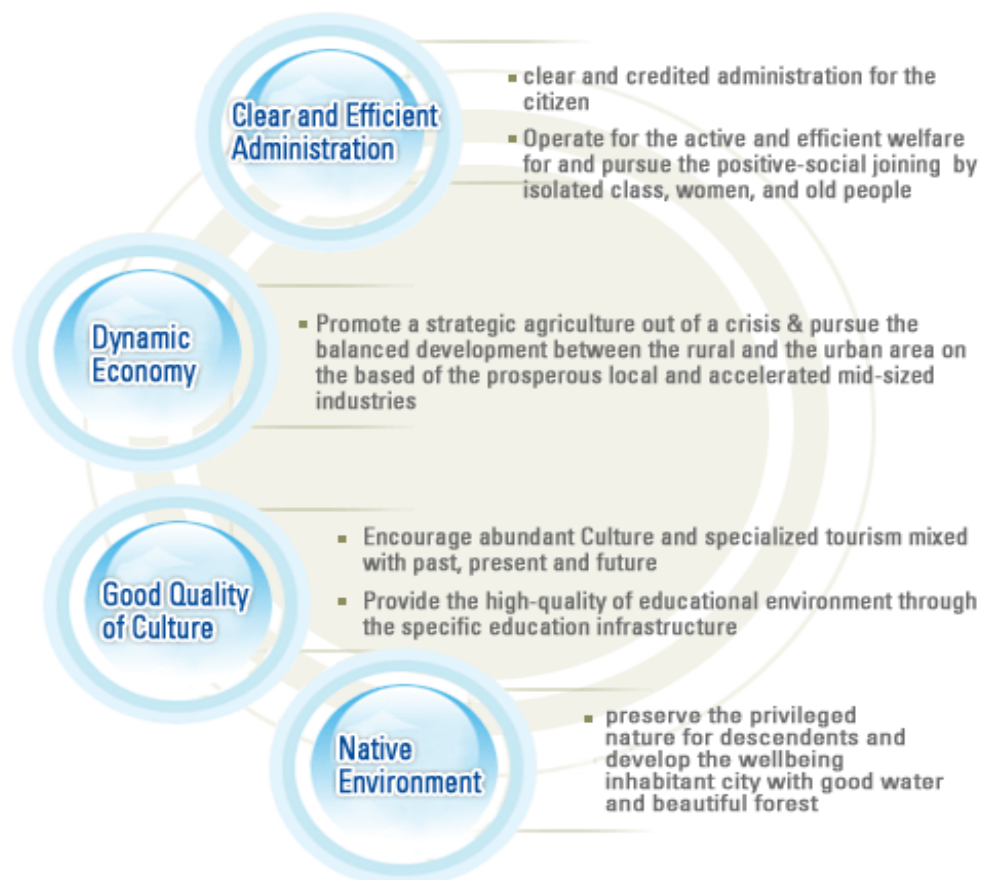 Clear and Efficient
Administration
▪ clear and credited administration for the
citizen
▪ Operate for the active and efficient welfare
for and pursue the positive-social joining by
isolated class, women, and old people
Dynamic
Economy
▪ Promote a strategic agriculture out of a crisis & pursue the
balanced development between the rural and the urban area on
the based of the prosperous local and accelerated mid-sized
industries
Good Quality
of Culture
▪ Encourage abundant Culture and specialized tourism mixed
with past, present and future
▪ Provide the high-quality of educational environment through
the specific education infrastructure
Native
Environment
▪ preserve the privileged
nature for descendents and
develop the wellbeing
inhabitant city with good water
and beautiful forest